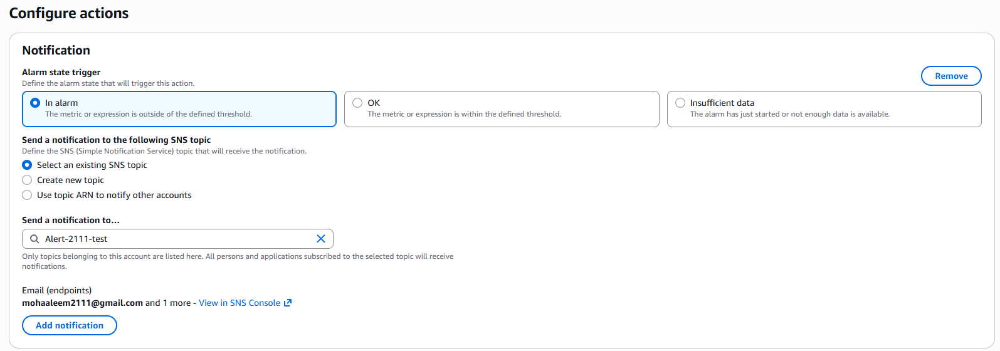 Configure actions
Notification
Alarm state trigger
Define the alarm state that will trigger this action.
Remove
In alarm
The metric or expression is outside of the defined threshold.
OK
The metric or expression is within the defined threshold.
Insufficient data
The alarm has just started or not enough data is available.
Send a notification to the following SNS topic
Define the SNS (Simple Notification Service) topic that will receive the notification.
Select an existing SNS topic
Create new topic
Use topic ARN to notify other accounts
Send a notification to…
Alert-2111-test
Only topics belonging to this account are listed here. All persons and applications subscribed to the selected topic will receive
notifications.
Email (endpoints)
mohaaleem2111@gmail.com and 1 more - View in SNS Console
Add notification